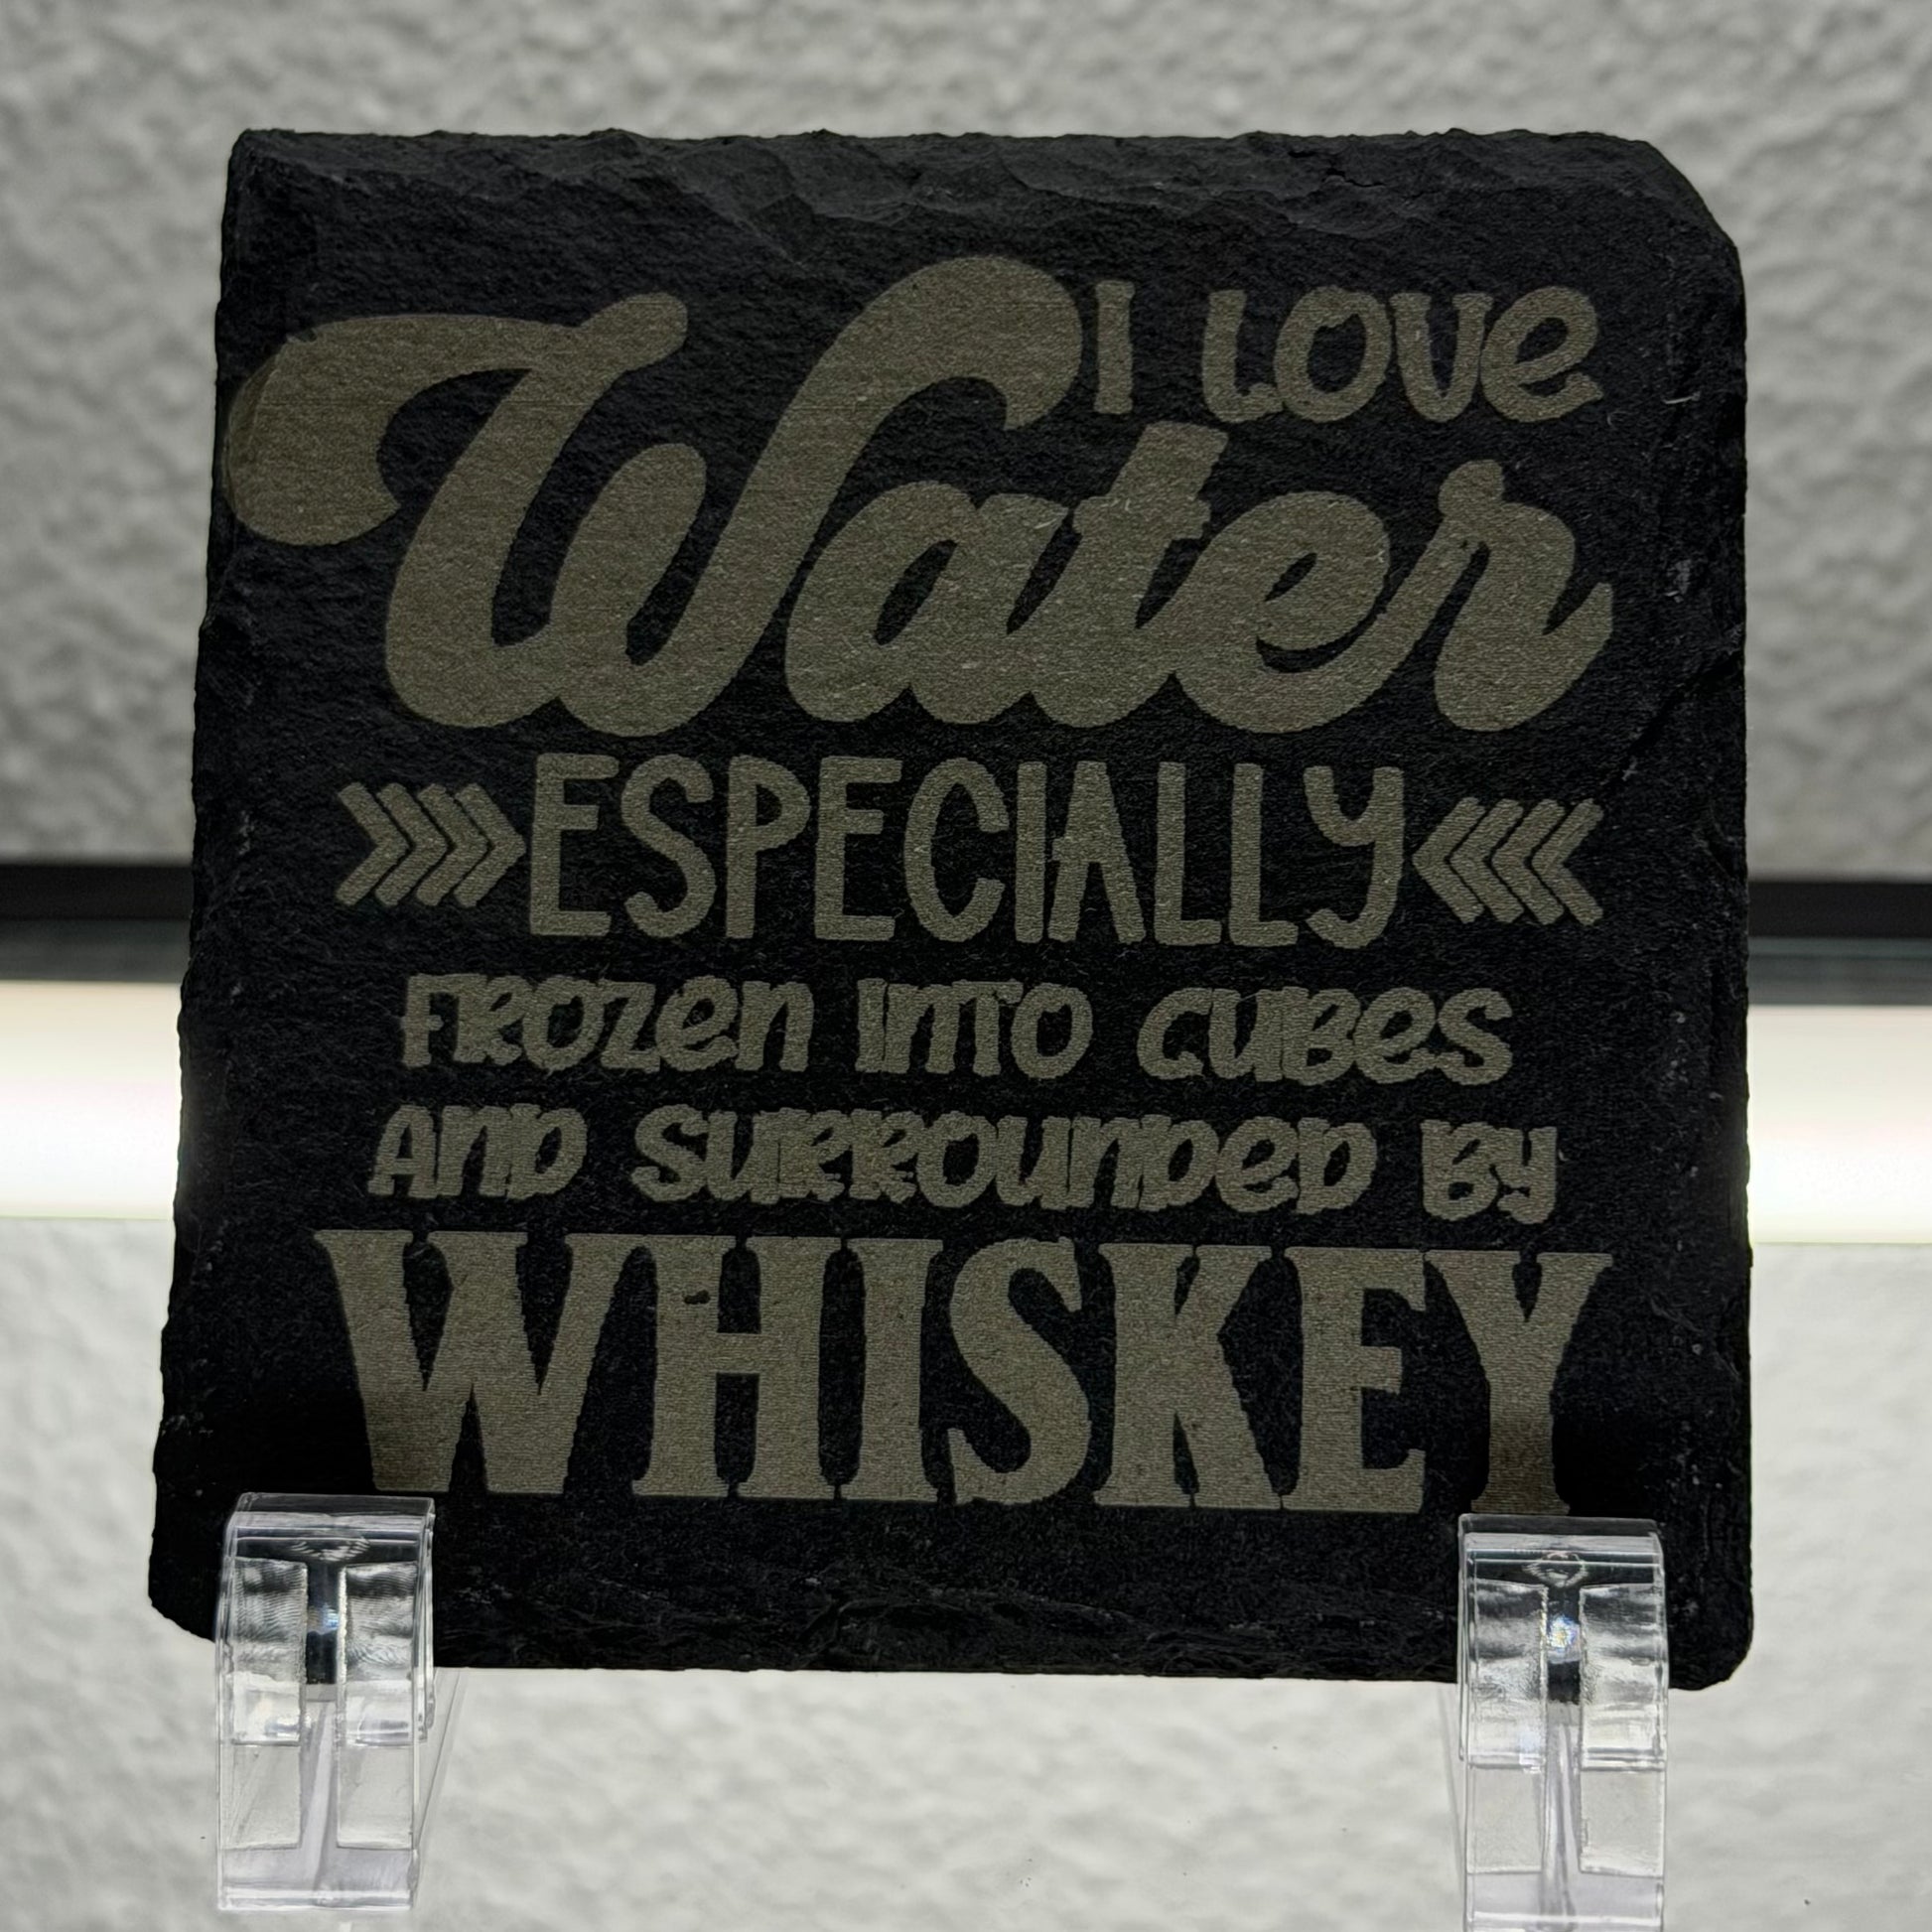 I LOVE
Water
ESPECIALLY
FROZEN INTO CUBES
AND SURROUNDED BY
WHISKEY